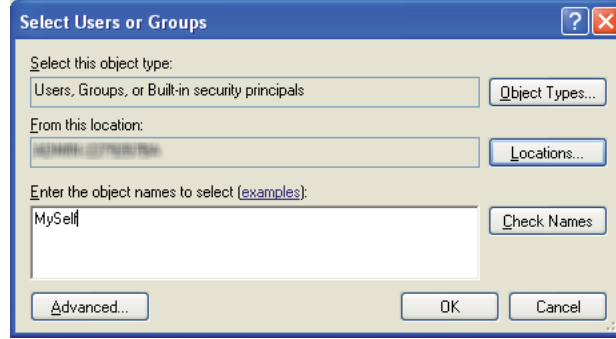 Select Users or Groups
Select this object type:
Users, Groups, or Built-in security principals
Object Types...
From this location:
Locations...
Enter the object names to select (examples):
MySelf
Check Names
Advanced...
OK
Cancel